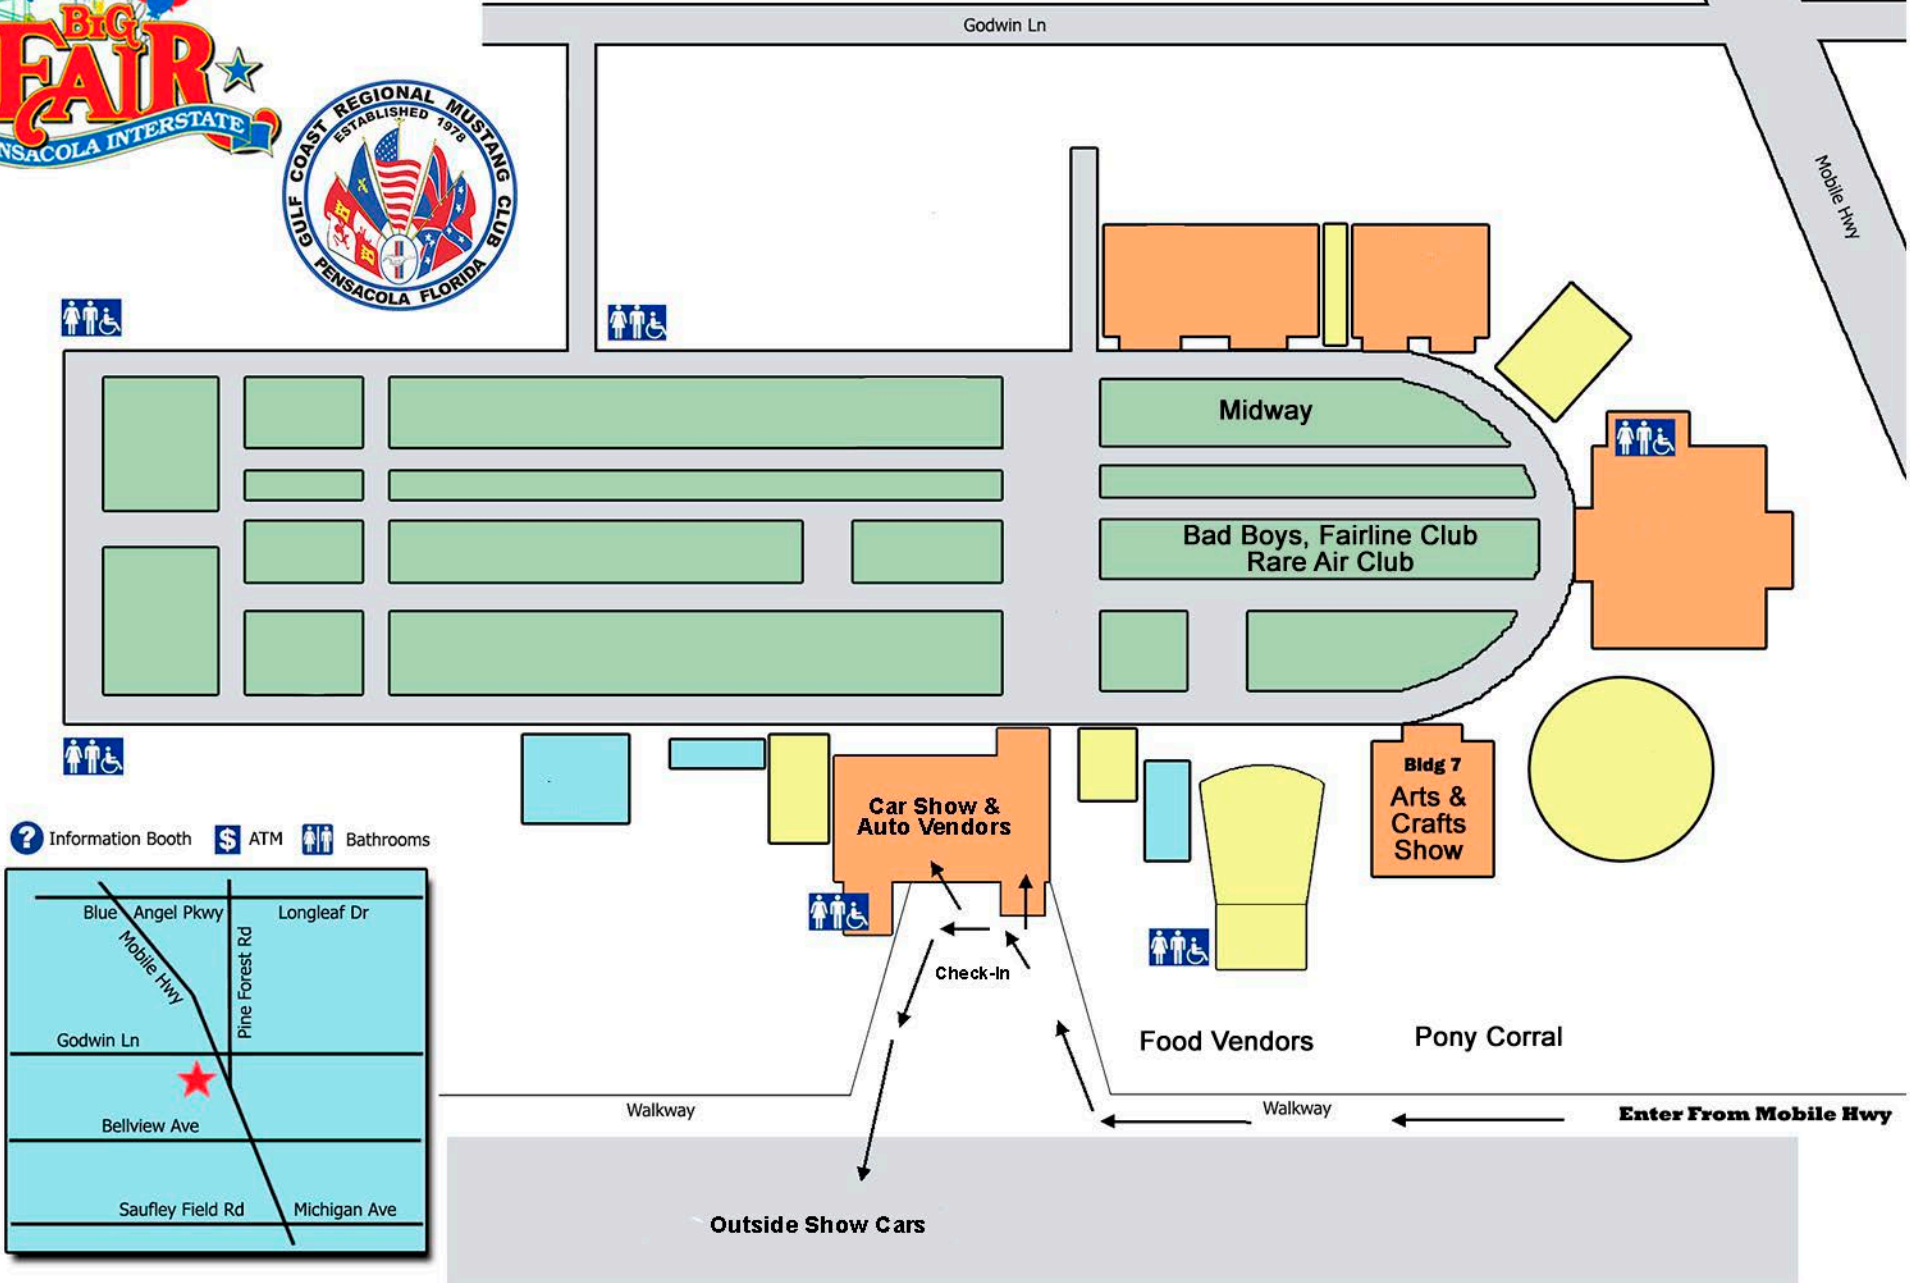 BIG
FAIR
PENSACOLA INTERSTATE
GULF COAST REGIONAL MUSTANG CLUB
ESTABLISHED 1978
PENSACOLA FLORIDA
Godwin Ln
Mobile Hwy
Midway
Bad Boys, Fairline Club
Rare Air Club
Car Show &
Auto Vendors
Bldg 7
Arts &
Crafts
Show
Check-In
Food Vendors
Pony Corral
Walkway
Walkway
Enter From Mobile Hwy
Outside Show Cars
? Information Booth
$ ATM
Bathrooms
Blue Angel Pkwy
Longleaf Dr
Mobile Hwy
Pine Forest Rd
Godwin Ln
Bellview Ave
Saufley Field Rd
Michigan Ave